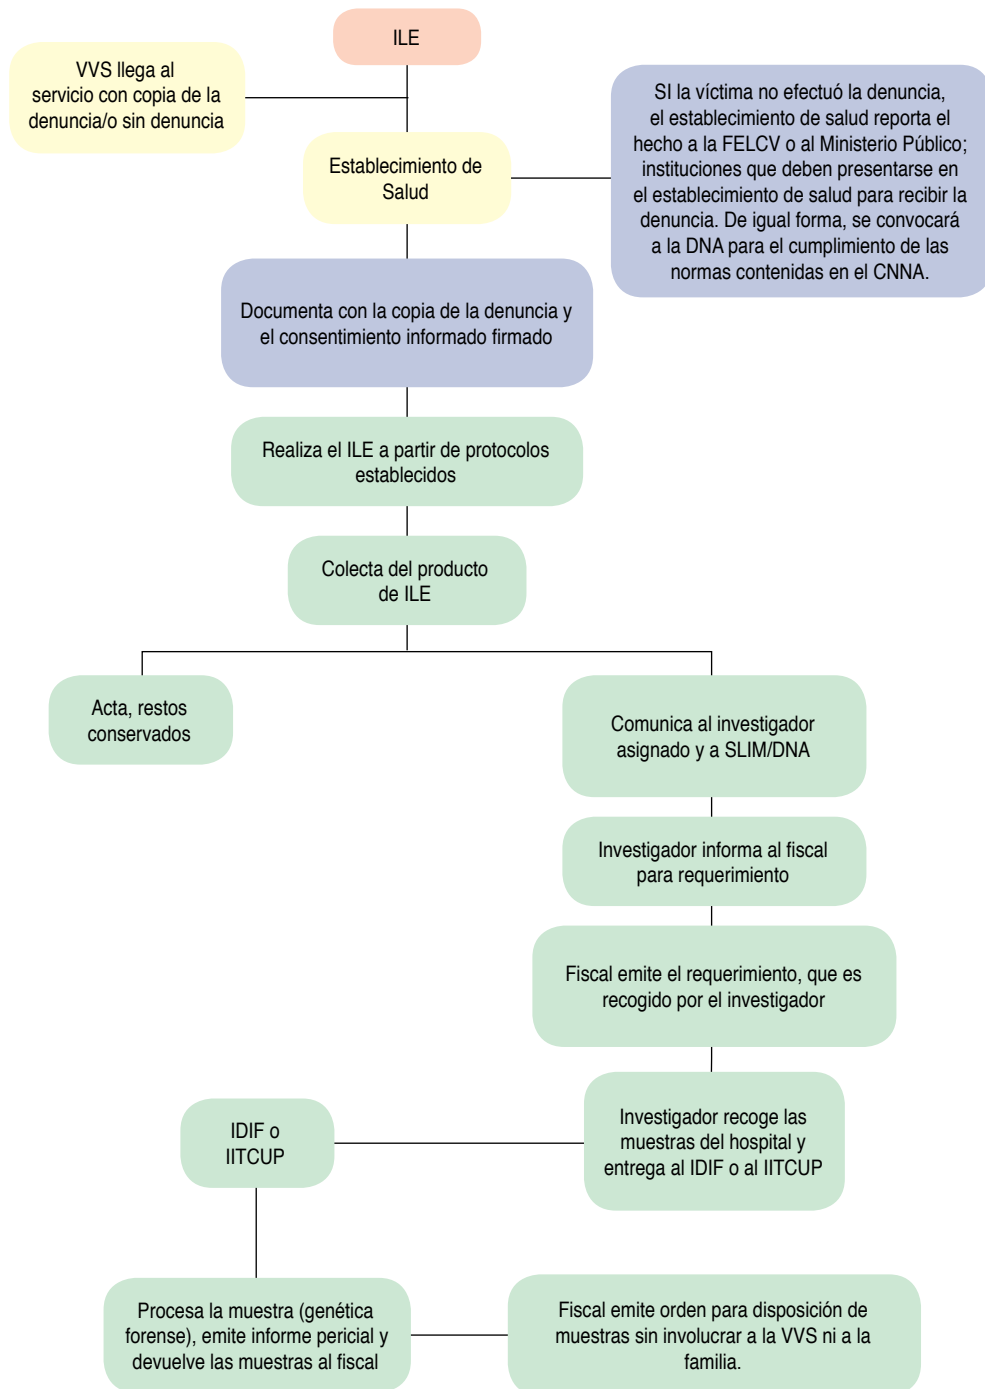 ILE
VVS llega al
servicio con copia de la
denuncia/o sin denuncia
SI la víctima no efectuó la denuncia,
el establecimiento de salud reporta el
hecho a la FELCV o al Ministerio Público;
instituciones que deben presentarse en
el establecimiento de salud para recibir la
denuncia. De igual forma, se convocará
a la DNA para el cumplimiento de las
normas contenidas en el CNNA.
Establecimiento de
Salud
Documenta con la copia de la denuncia y
el consentimiento informado firmado
Realiza el ILE a partir de protocolos
establecidos
Colecta del producto
de ILE
Acta, restos
conservados
Comunica al investigador
asignado y a SLIM/DNA
Investigador informa al fiscal
para requerimiento
Fiscal emite el requerimiento, que es
recogido por el investigador
Investigador recoge las
muestras del hospital y
entrega al IDIF o al IITCUP
IDIF o
IITCUP
Procesa la muestra (genética
forense), emite informe pericial y
devuelve las muestras al fiscal
Fiscal emite orden para disposición de
muestras sin involucrar a la VVS ni a la
familia.